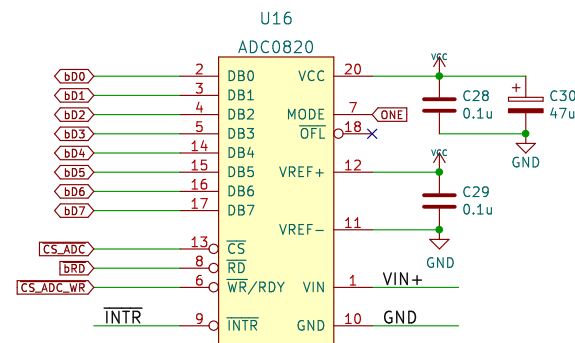 U16
ADC0820
bD0 2 DB0 VCC 20 VCC
bD1 3 DB1 C28 C30
bD2 4 DB2 MODE 7 ONE 0.1u 47u
bD3 5 DB3 OFL 18
bD4 14 DB4 GND
bD5 15 DB5 VREF+ 12 VCC
bD6 16 DB6 C29
bD7 17 DB7 0.1u
VREF- 11
CS_ADC 13 CS GND
bRD 8 RD
CS_ADC_WR 6 WR/RDY VIN 1 VIN+
INTR 9 INTR GND 10 GND